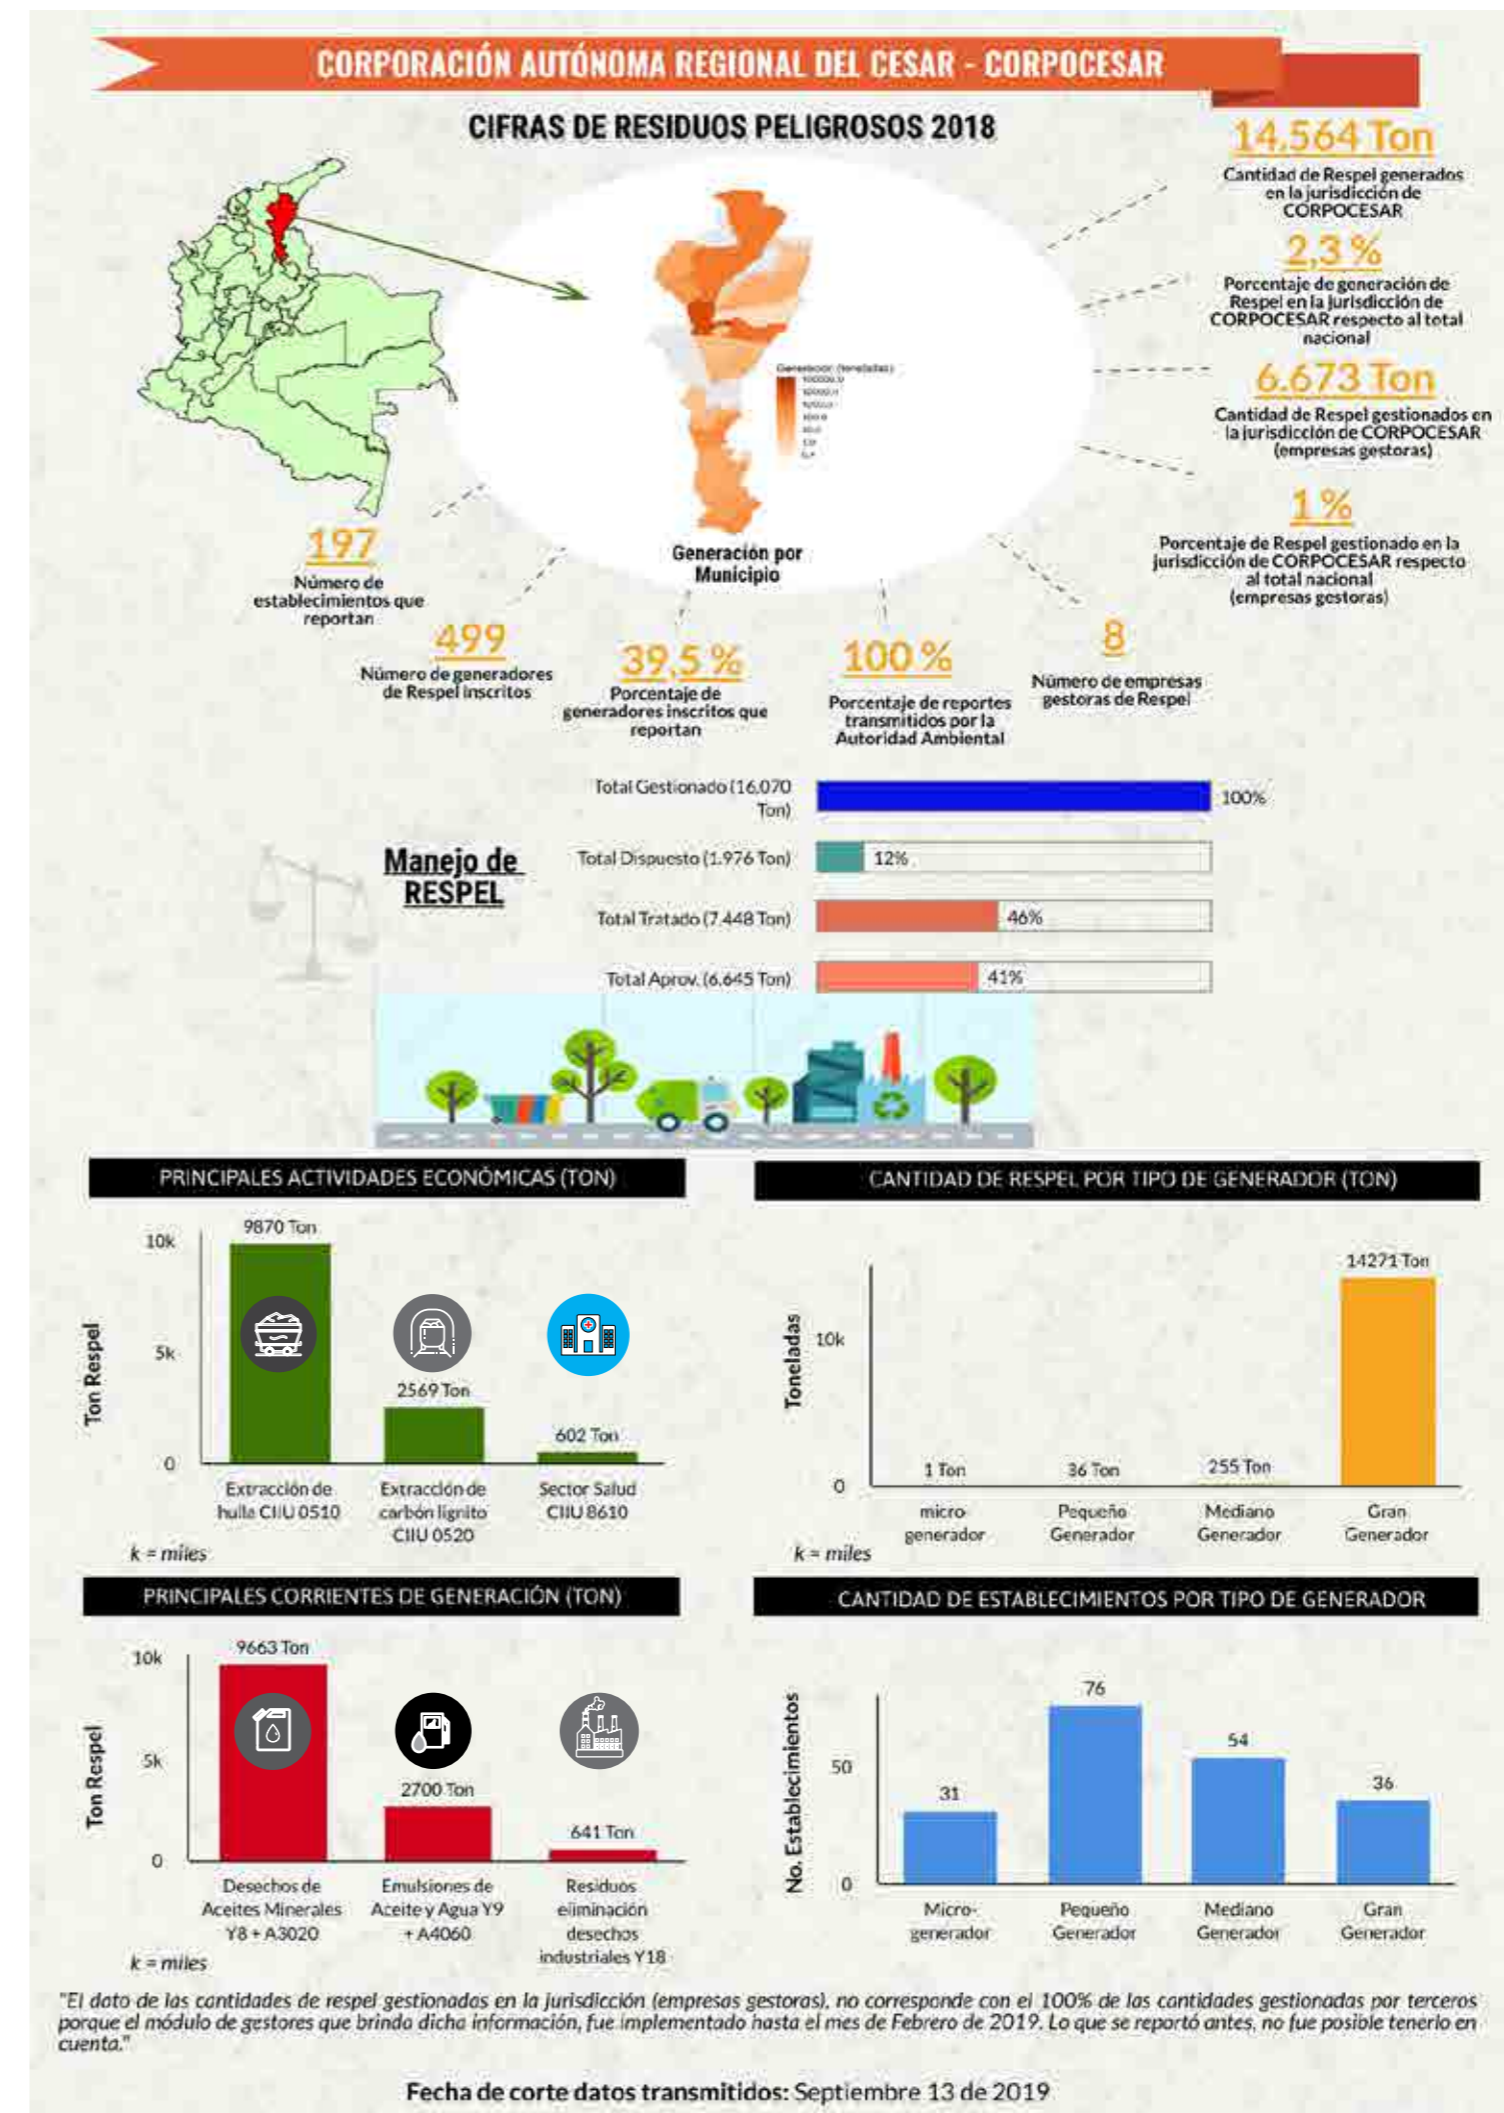 CORPORACIÓN AUTÓNOMA REGIONAL DEL CESAR - CORPOCESAR
CIFRAS DE RESIDUOS PELIGROSOS 2018
14.564 Ton
Cantidad de Respel generados
en la jurisdicción de
CORPOCESAR
2,3 %
Porcentaje de generación de
Respel en la jurisdicción de
CORPOCESAR respecto al total
nacional
6.673 Ton
Cantidad de Respel gestionados en
la jurisdicción de CORPOCESAR
(empresas gestoras)
1 %
Porcentaje de Respel gestionado en la
jurisdicción de CORPOCESAR respecto
al total nacional
(empresas gestoras)
Generación (toneladas)
Generación por
Municipio
197
Número de
establecimientos que
reportan
499
Número de generadores
de Respel inscritos
39,5 %
Porcentaje de
generadores inscritos que
reportan
100 %
Porcentaje de reportes
transmitidos por la
Autoridad Ambiental
8
Número de empresas
gestoras de Respel
Manejo de
RESPEL
Total Gestionado (16.070
Ton)
100%
Total Dispuesto (1.976 Ton)
12%
Total Tratado (7.448 Ton)
46%
Total Aprov. (6.645 Ton)
41%
PRINCIPALES ACTIVIDADES ECONÓMICAS (TON)
Ton Respel
10k
5k
0
9870 Ton
2569 Ton
602 Ton
Extracción de
hulla CIIU 0510
Extracción de
carbón lignito
CIIU 0520
Sector Salud
CIIU 8610
k = miles
CANTIDAD DE RESPEL POR TIPO DE GENERADOR (TON)
Toneladas
10k
0
1 Ton
36 Ton
255 Ton
14271 Ton
micro
generador
Pequeño
Generador
Mediano
Generador
Gran
Generador
k = miles
PRINCIPALES CORRIENTES DE GENERACIÓN (TON)
Ton Respel
10k
5k
0
9663 Ton
2700 Ton
641 Ton
Desechos de
Aceites Minerales
Y8 + A3020
Emulsiones de
Aceite y Agua Y9
+ A4060
Residuos
eliminación
desechos
industriales Y18
k = miles
CANTIDAD DE ESTABLECIMIENTOS POR TIPO DE GENERADOR
No. Establecimientos
50
0
31
76
54
36
Micro-
generador
Pequeño
Generador
Mediano
Generador
Gran
Generador
"El dato de las cantidades de respel gestionadas en la jurisdicción (empresas gestoras), no corresponde con el 100% de las cantidades gestionadas por terceros
porque el módulo de gestores que brinda dicha información, fue implementado hasta el mes de Febrero de 2019. Lo que se reportó antes, no fue posible tenerlo en
cuenta."
Fecha de corte datos transmitidos: Septiembre 13 de 2019